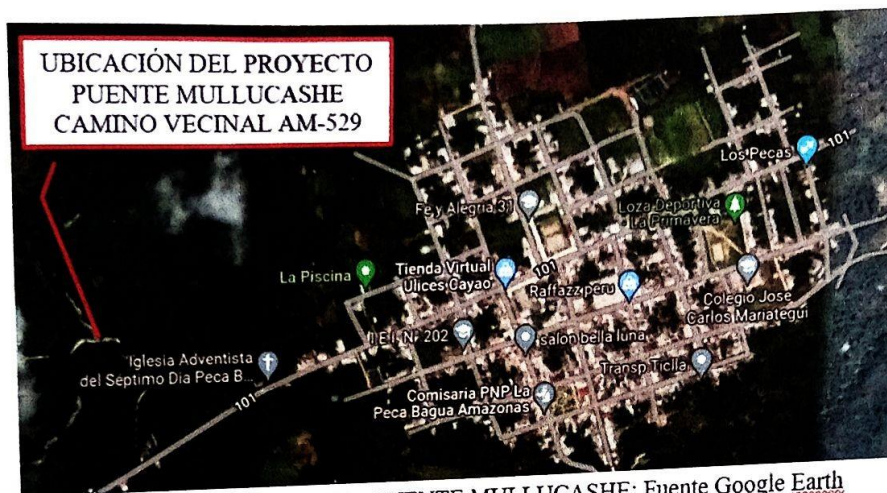 UBICACIÓN DEL PROYECTO
PUENTE MULLUCASHE
CAMINO VECINAL AM-529
Los Pecas
101
Fe y Alegria 31
Loza Deportiva
La Primavera
La Piscina
Tienda Virtual
Ulices Cayao
101
Raffazz peru
Colegio Jose
Carlos Mariategui
I.E.I. N° 202
salon bella luna
Iglesia Adventista
del Séptimo Dia Peca B...
Transp Ticlla
101
Comisaria PNP La
Peca Bagua Amazonas
MULLUCASHE: Fuente Google Earth